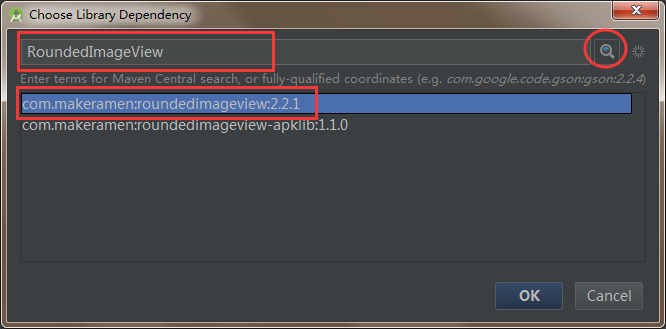 Choose Library Dependency
RoundedImageView
Enter terms for Maven Central search, or fully-qualified coordinates (e.g. com.google.code.gson:gson:2.2.4)
com.makeramen:roundedimageview:2.2.1
com.makeramen:roundedimageview-apklib:1.1.0
OK
Cancel